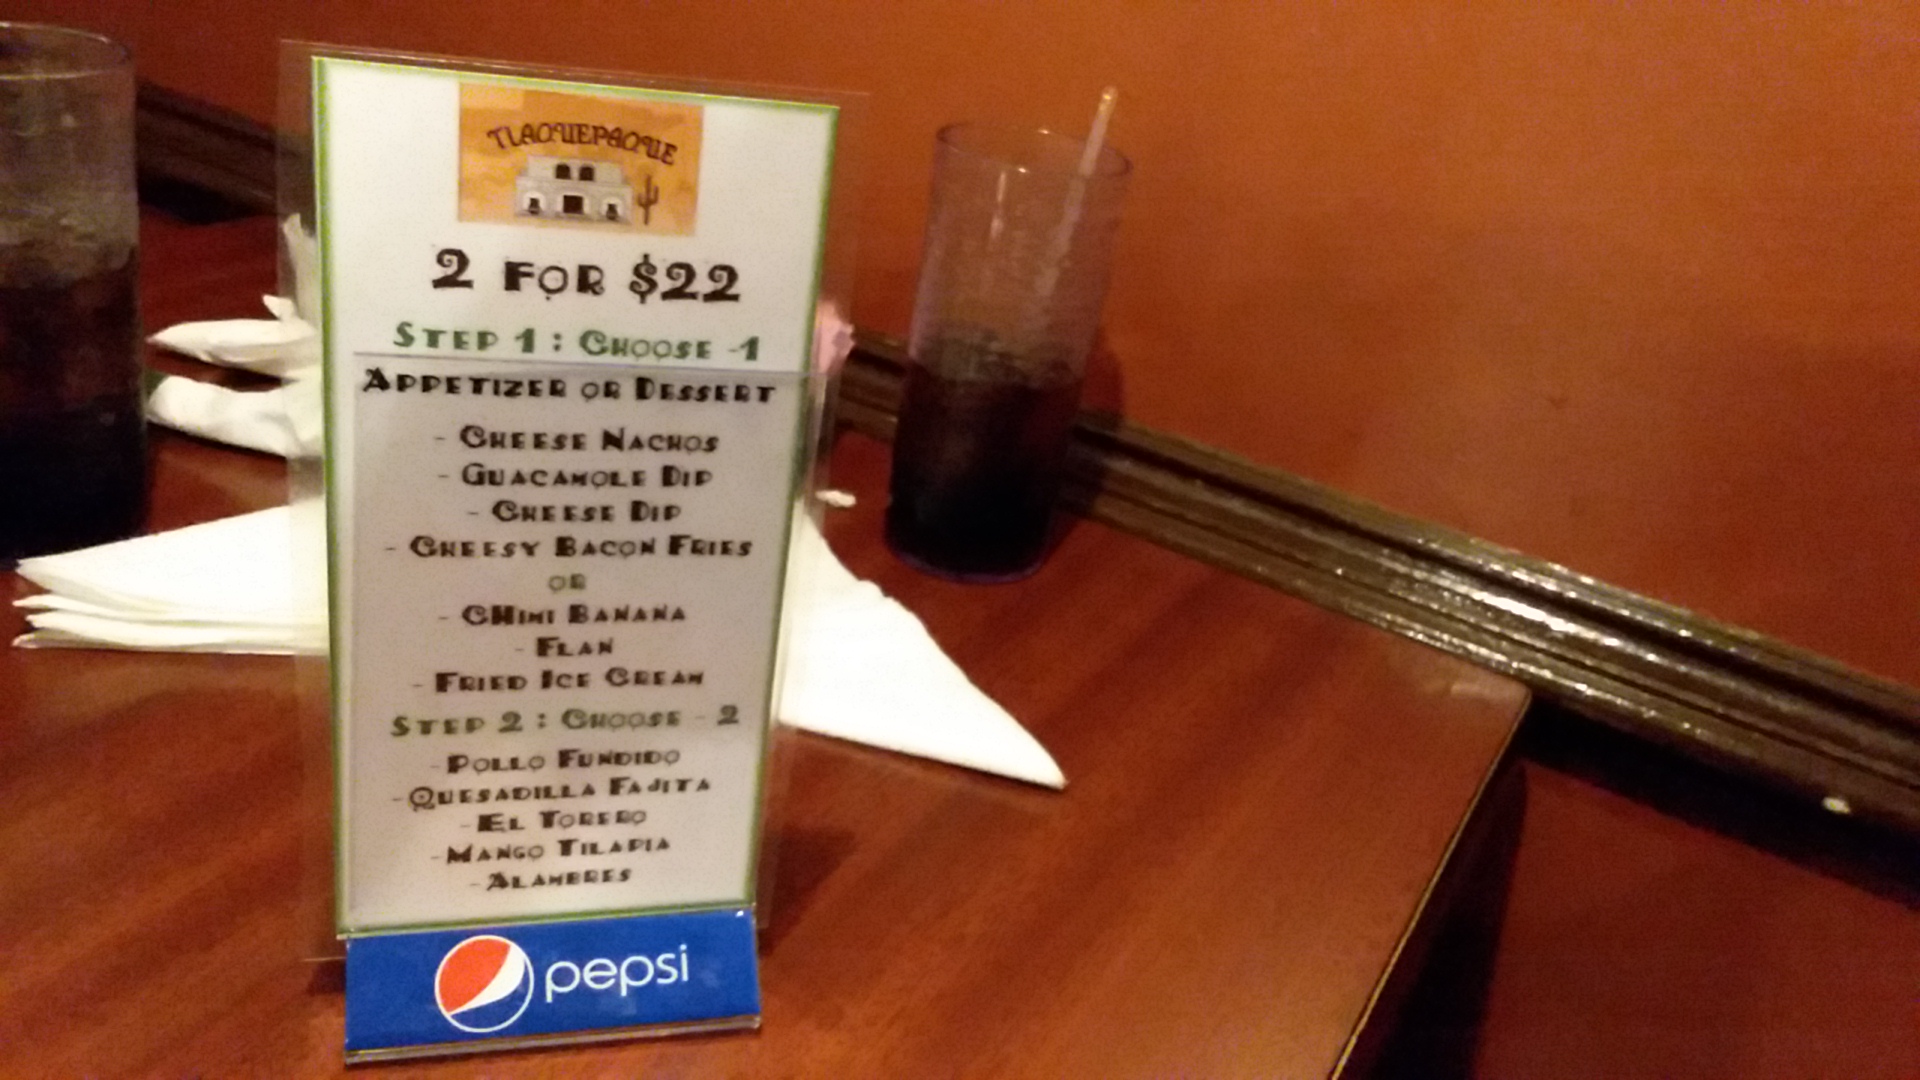 TLAQUEPAQUE
2 FOR $22
STEP 1 : CHOOSE -1
APPETIZER OR DESSERT
- CHEESE NACHOS
- GUACAMOLE DIP
- CHEESE DIP
- CHEESY BACON FRIES
OR
- CHIMI BANANA
- FLAN
- FRIED ICE CREAM
STEP 2 : CHOOSE - 2
- POLLO FUNDIDO
- QUESADILLA FAJITA
- EL TORERO
- MANGO TILAPIA
- ALAMBRES
pepsi